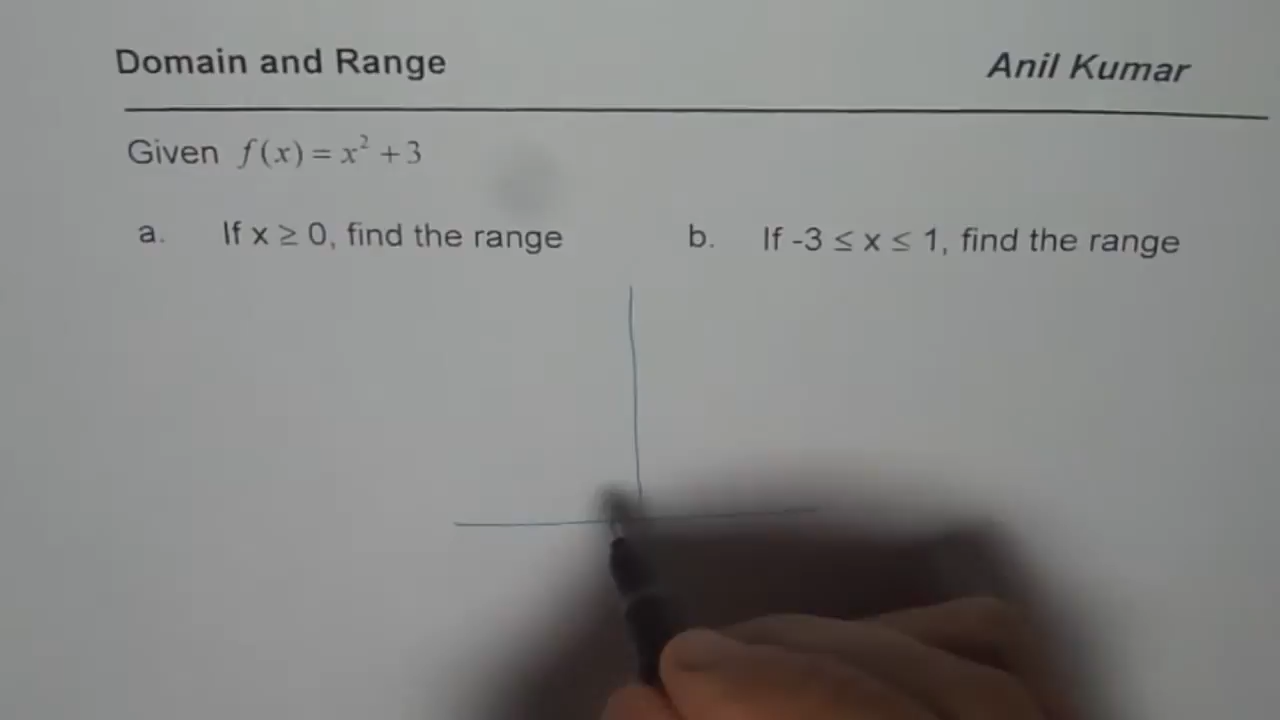 Domain and Range Anil Kumar
Given f(x) = x² + 3
a. If x ≥ 0, find the range b. If -3 ≤ x ≤ 1, find the range